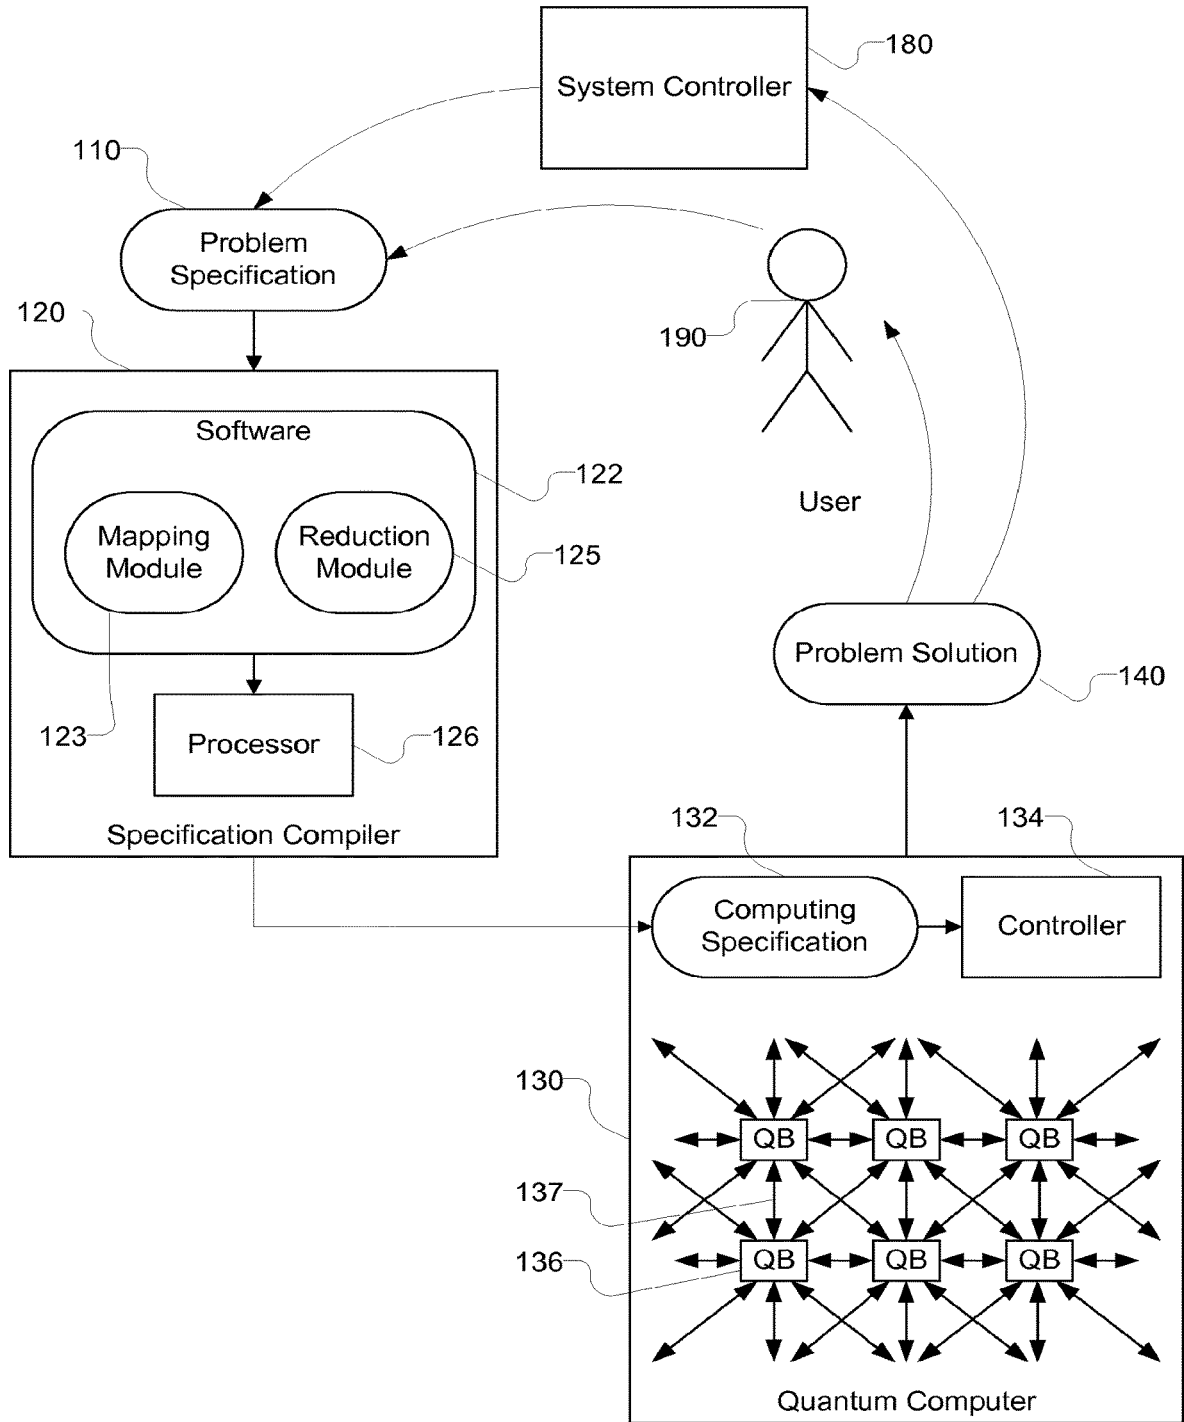 180
System Controller
110
Problem
Specification
120
190
Software
122
Mapping
Module
Reduction
Module
125
User
Problem Solution
140
123
Processor
126
Specification Compiler
132
134
Computing
Specification
Controller
130
QB
QB
QB
137
136
QB
QB
QB
Quantum Computer